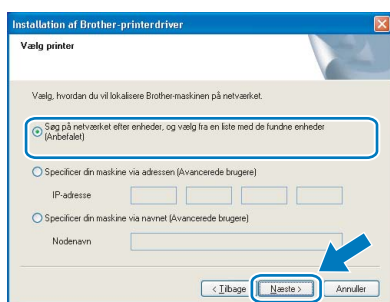 Installation af Brother-printerdriver
Vælg printer
Vælg, hvordan du vil lokalisere Brother-maskinen på netværket.
Søg på netværket efter enheder, og vælg fra en liste med de fundne enheder
(Anbefalet)
Specificer din maskine via adressen (Avancerede brugere)
IP-adresse
Specificer din maskine via navnet (Avancerede brugere)
Nodenavn
< Tilbage Næste > Annuller